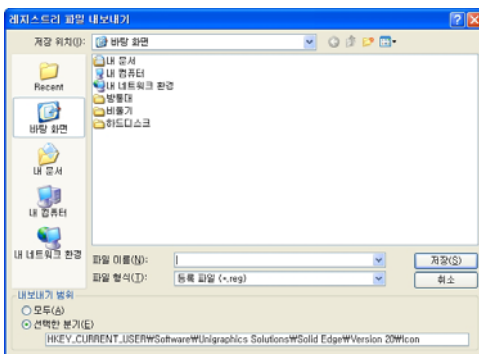 레지스트리 파일 내보내기
저장 위치(I): 바탕 화면
Recent
바탕 화면
내 문서
내 컴퓨터
내 네트워크 환경
내 문서
내 컴퓨터
내 네트워크 환경
방통대
비둘기
하드디스크
파일 이름(N): 저장(S)
파일 형식(T): 등록 파일 (*.reg) 취소
내보내기 범위
모두(A)
선택한 분기(E)
HKEY_CURRENT_USER₩Software₩Unigraphics Solutions₩Solid Edge₩Version 20₩Icon